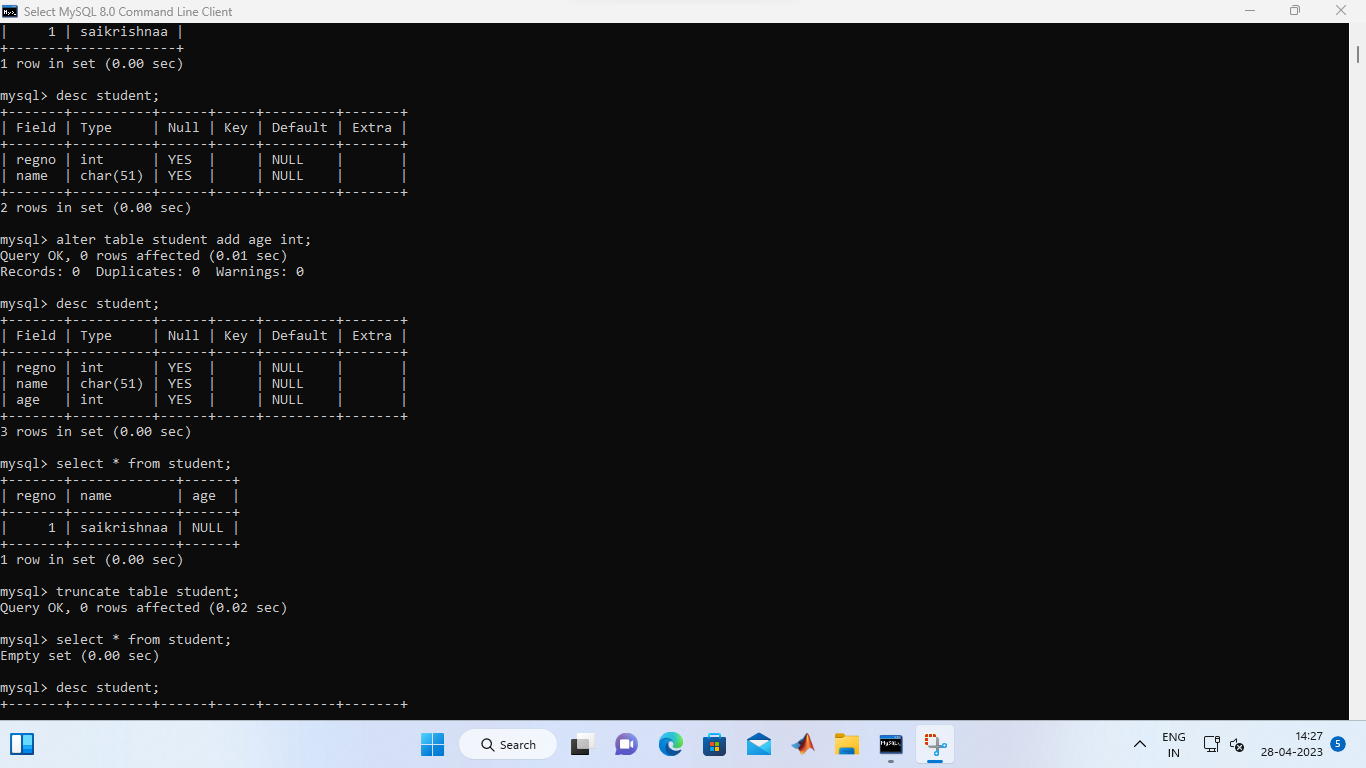 Select MySQL 8.0 Command Line Client
|     1 | saikrishnaa |
+-------+-------------+
1 row in set (0.00 sec)
mysql> desc student;
+-------+----------+------+-----+---------+-------+
| Field | Type     | Null | Key | Default | Extra |
+-------+----------+------+-----+---------+-------+
| regno | int      | YES  |     | NULL    |       |
| name  | char(51) | YES  |     | NULL    |       |
+-------+----------+------+-----+---------+-------+
2 rows in set (0.00 sec)
mysql> alter table student add age int;
Query OK, 0 rows affected (0.01 sec)
Records: 0  Duplicates: 0  Warnings: 0
mysql> desc student;
+-------+----------+------+-----+---------+-------+
| Field | Type     | Null | Key | Default | Extra |
+-------+----------+------+-----+---------+-------+
| regno | int      | YES  |     | NULL    |       |
| name  | char(51) | YES  |     | NULL    |       |
| age   | int      | YES  |     | NULL    |       |
+-------+----------+------+-----+---------+-------+
3 rows in set (0.00 sec)
mysql> select * from student;
+-------+-------------+------+
| regno | name        | age  |
+-------+-------------+------+
|     1 | saikrishnaa | NULL |
+-------+-------------+------+
1 row in set (0.00 sec)
mysql> truncate table student;
Query OK, 0 rows affected (0.02 sec)
mysql> select * from student;
Empty set (0.00 sec)
mysql> desc student;
+-------+----------+------+-----+---------+-------+
Search
ENG
IN
14:27
28-04-2023
5